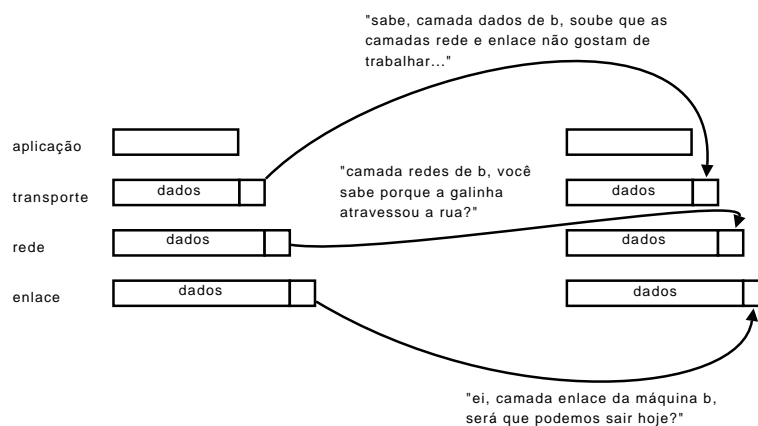 "sabe, camada dados de b, soube que as
camadas rede e enlace não gostam de
trabalhar..."
aplicação
"camada redes de b, você
sabe porque a galinha
atravessou a rua?"
transporte
dados
dados
rede
dados
dados
enlace
dados
dados
"ei, camada enlace da máquina b,
será que podemos sair hoje?"